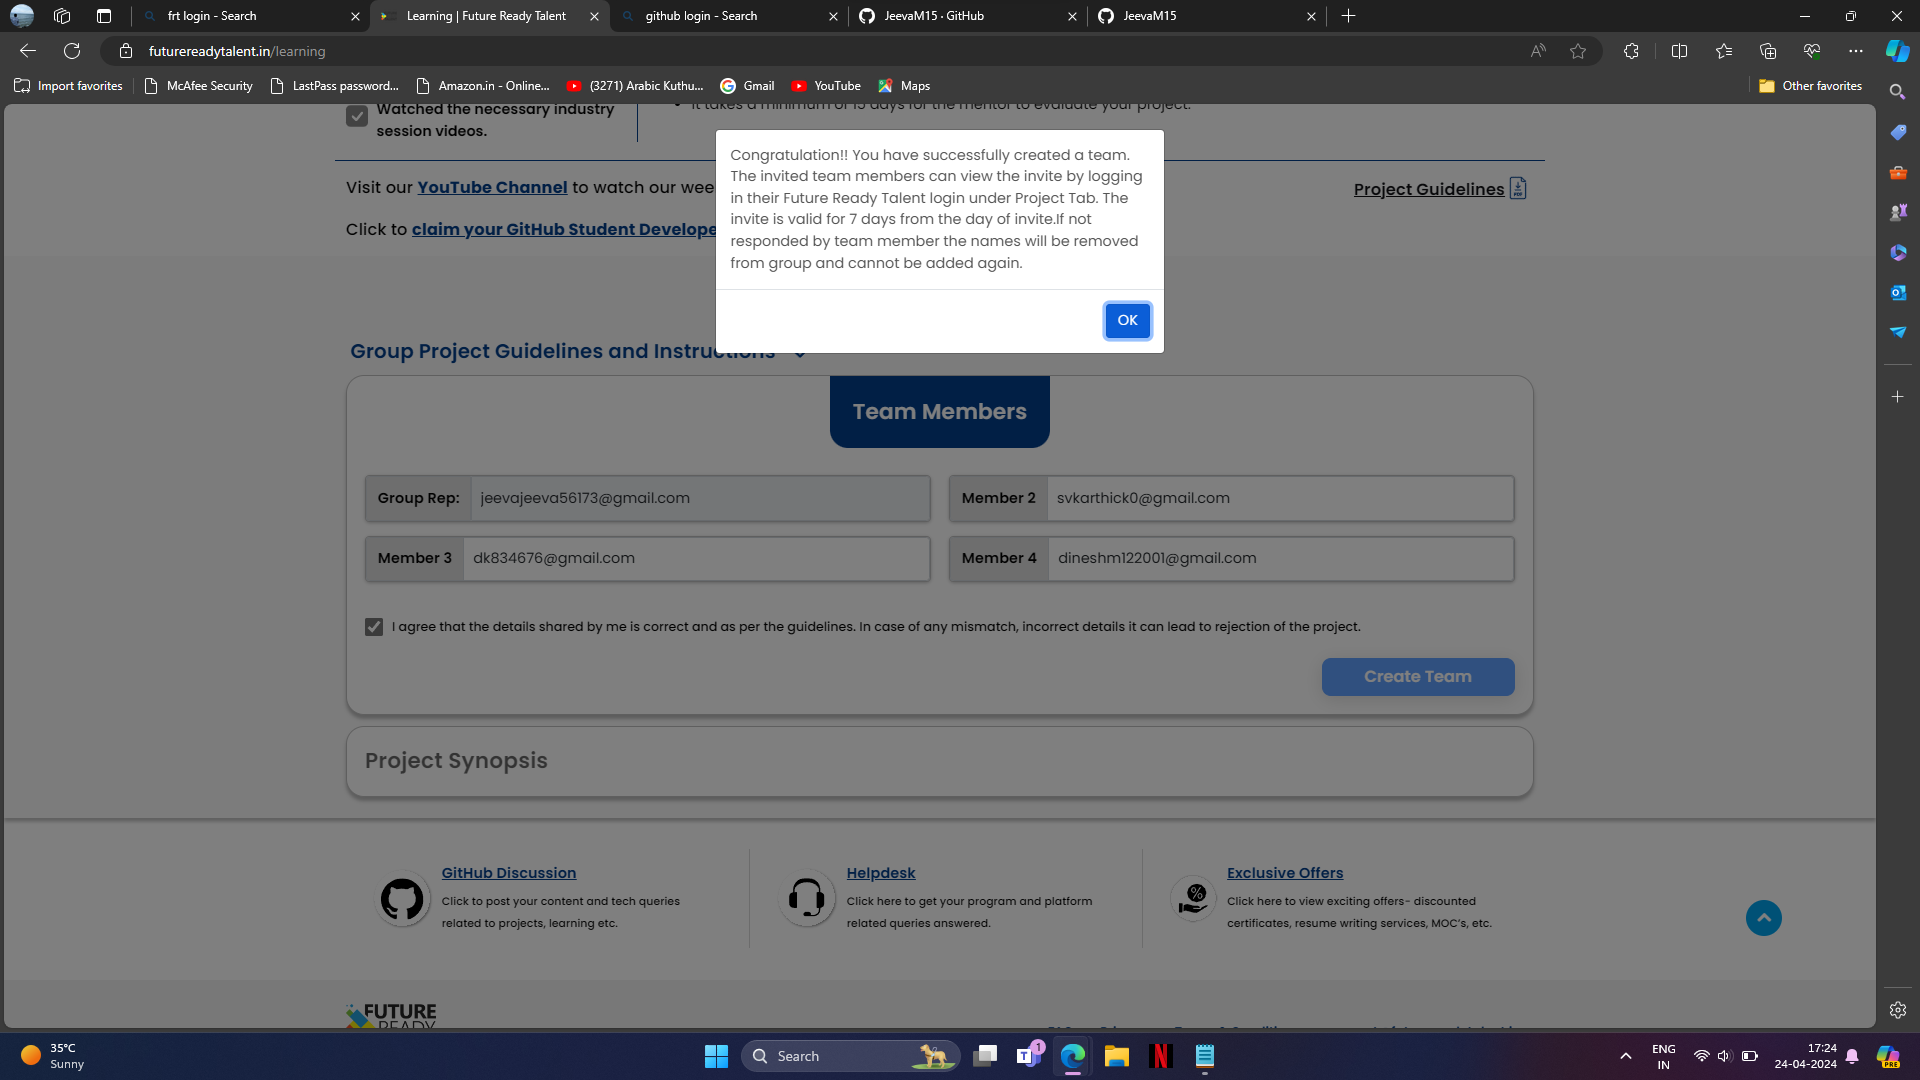 frt login - Search
Learning | Future Ready Talent
github login - Search
JeevaM15 · GitHub
JeevaM15
futurereadytalent.in/learning
Import favorites
McAfee Security
LastPass password...
Amazon.in - Online...
(3271) Arabic Kuthu...
Gmail
YouTube
Maps
Other favorites
Watched the necessary industry
session videos.
It takes a minimum of 15 days for the mentor to evaluate your project.
Visit our YouTube Channel to watch our wee
Project Guidelines
Click to claim your GitHub Student Develope
Congratulation!! You have successfully created a team.
The invited team members can view the invite by logging
in their Future Ready Talent login under Project Tab. The
invite is valid for 7 days from the day of invite.If not
responded by team member the names will be removed
from group and cannot be added again.
OK
Group Project Guidelines and Instructions
Team Members
Group Rep: jeevajeeva56173@gmail.com
Member 2 svkarthick0@gmail.com
Member 3 dk834676@gmail.com
Member 4 dineshm122001@gmail.com
I agree that the details shared by me is correct and as per the guidelines. In case of any mismatch, incorrect details it can lead to rejection of the project.
Create Team
Project Synopsis
GitHub Discussion
Click to post your content and tech queries
related to projects, learning etc.
Helpdesk
Click here to get your program and platform
related queries answered.
Exclusive Offers
Click here to view exciting offers- discounted
certificates, resume writing services, MOC's, etc.
FUTURE
READY
35°C
Sunny
Search
1
ENG
IN
17:24
24-04-2024